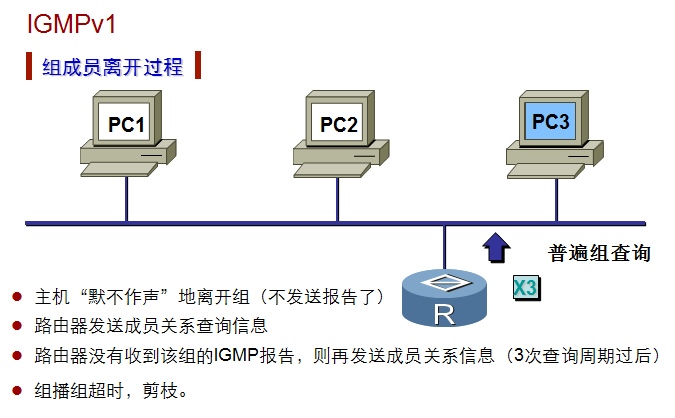 IGMPv1
组成员离开过程
PC1
PC2
PC3
普遍组查询
X3
R
主机“默不作声”地离开组（不发送报告了）
路由器发送成员关系查询信息
路由器没有收到该组的IGMP报告，则再发送成员关系信息（3次查询周期过后）
组播组超时，剪枝。